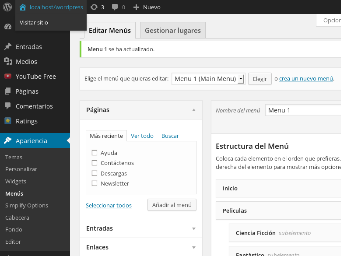 localhost/wordpress 3 0 Nuevo
Visitar sitio
Entradas
Medios
YouTube Free
Páginas
Comentarios
Ratings
Apariencia
Temas
Personalizar
Widgets
Menús
Simplify Options
Cabecera
Fondo
Editor
Opcio
Editar Menús Gestionar lugares
Menu 1 se ha actualizado.
Elige el menú que quieras editar: Menu 1 (Main Menu) Elegir o crea un nuevo menú.
Páginas
Más reciente Ver todo Buscar
Ayuda
Contáctanos
Descargas
Newsletter
Seleccionar todos Añadir al menú
Entradas
Enlaces
Nombre del menú Menu 1
Estructura del Menú
Coloca cada elemento en el orden que prefieras.
derecha del elemento para mostrar más opcione
Inicio
Películas
Ciencia Ficción subelemento
Fantástico subelemento